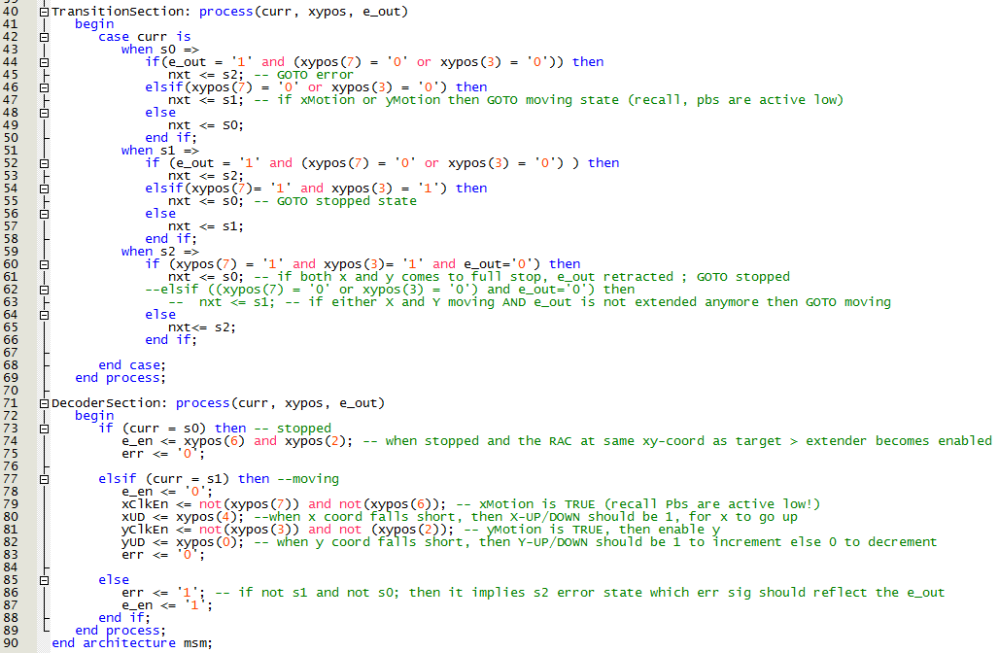 40 TransitionSection: process(curr, xypos, e_out)
41 begin
42 case curr is
43 when s0 =>
44 if(e_out = '1' and (xypos(7) = '0' or xypos(3) = '0')) then
45 nxt <= s2; -- GOTO error
46 elsif(xypos(7) = '0' or xypos(3) = '0') then
47 nxt <= s1; -- if xMotion or yMotion then GOTO moving state (recall, pbs are active low)
48 else
49 nxt <= S0;
50 end if;
51 when s1 =>
52 if (e_out = '1' and (xypos(7) = '0' or xypos(3) = '0') ) then
53 nxt <= s2;
54 elsif(xypos(7)= '1' and xypos(3) = '1') then
55 nxt <= s0; -- GOTO stopped state
56 else
57 nxt <= s1;
58 end if;
59 when s2 =>
60 if (xypos(7) = '1' and xypos(3)= '1' and e_out='0') then
61 nxt <= s0; -- if both x and y comes to full stop, e_out retracted ; GOTO stopped
62 --elsif ((xypos(7) = '0' or xypos(3) = '0') and e_out='0') then
63 -- nxt <= s1; -- if either X and Y moving AND e_out is not extended anymore then GOTO moving
64 else
65 nxt<= s2;
66 end if;
67
68 end case;
69 end process;
70
71 DecoderSection: process(curr, xypos, e_out)
72 begin
73 if (curr = s0) then -- stopped
74 e_en <= xypos(6) and xypos(2); -- when stopped and the RAC at same xy-coord as target > extender becomes enabled
75 err <= '0';
76
77 elsif (curr = s1) then --moving
78 e_en <= '0';
79 xClkEn <= not(xypos(7)) and not(xypos(6)); -- xMotion is TRUE (recall Pbs are active low!)
80 xUD <= xypos(4); --when x coord falls short, then X-UP/DOWN should be 1, for x to go up
81 yClkEn <= not(xypos(3)) and not (xypos(2)); -- yMotion is TRUE, then enable y
82 yUD <= xypos(0); -- when y coord falls short, then Y-UP/DOWN should be 1 to increment else 0 to decrement
83 err <= '0';
84
85 else
86 err <= '1'; -- if not s1 and not s0; then it implies s2 error state which err sig should reflect the e_out
87 e_en <= '1';
88 end if;
89 end process;
90 end architecture msm;